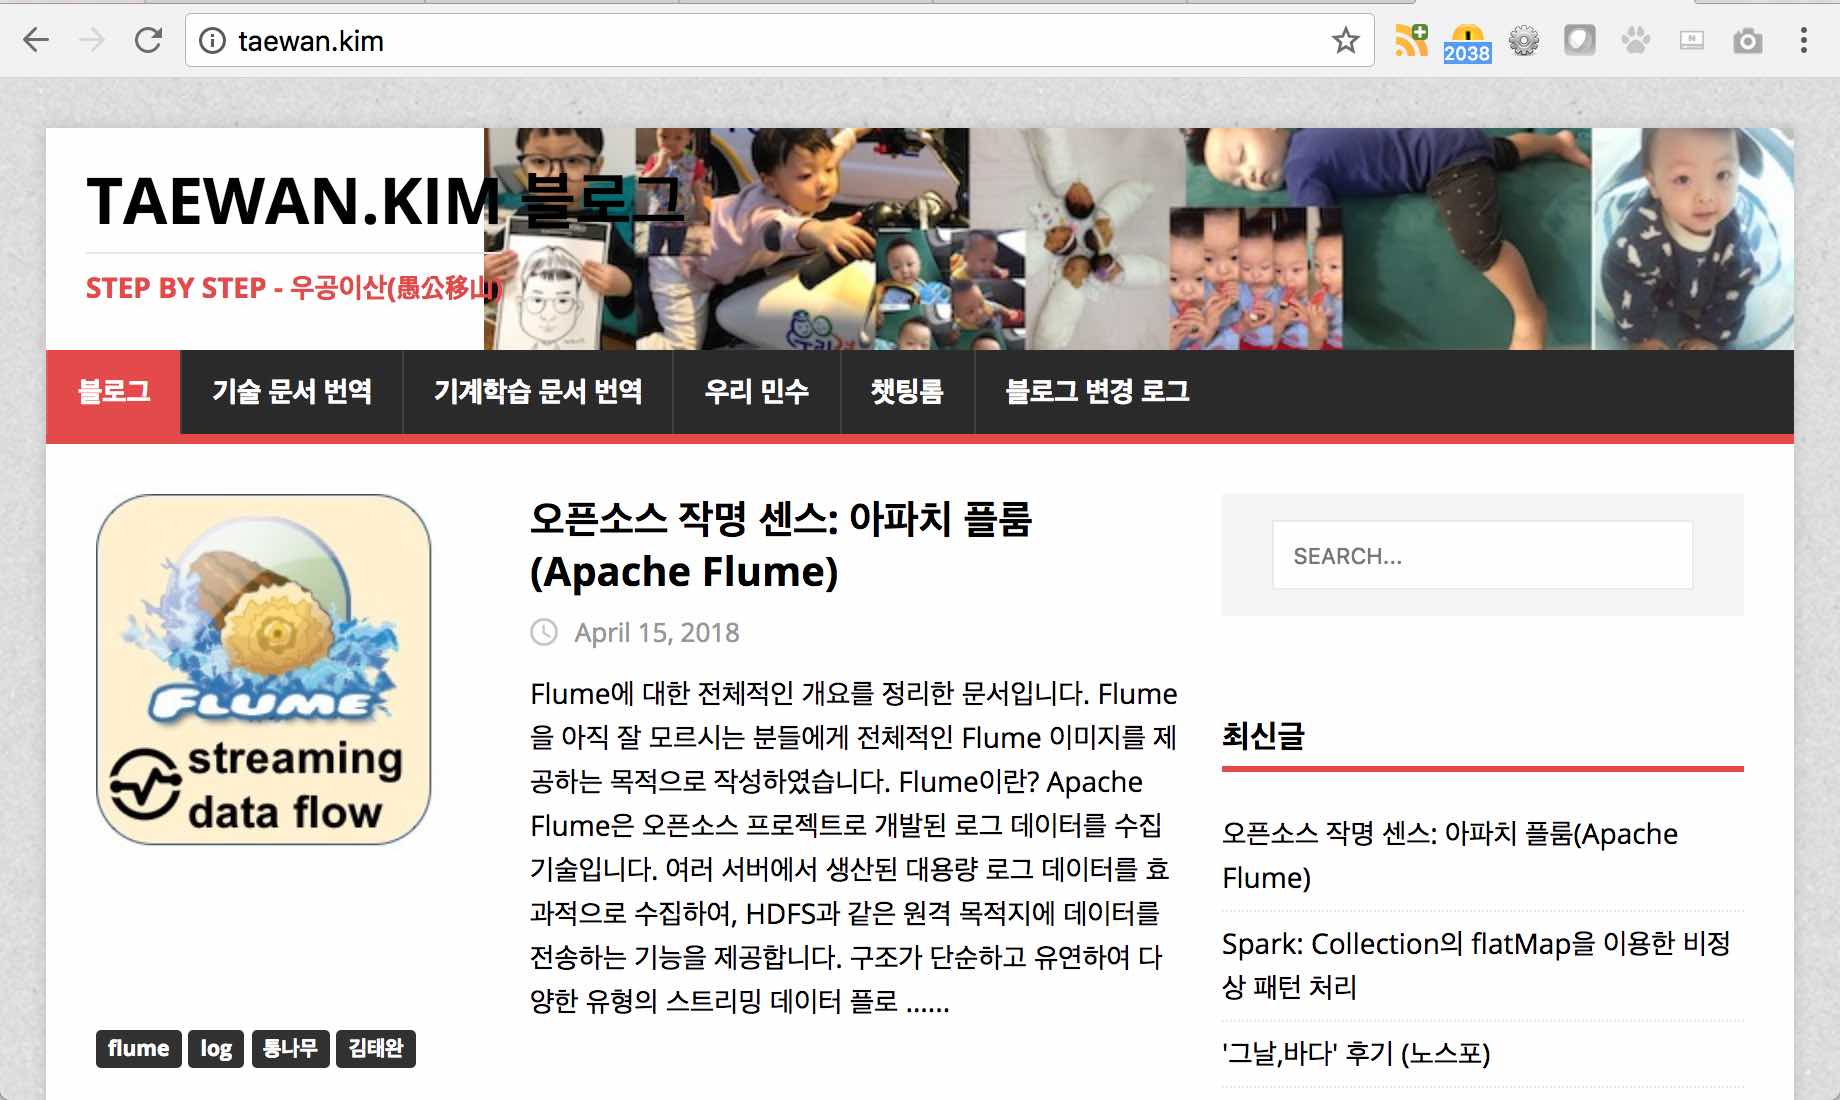 taewan.kim
2038
TAEWAN.KIM 블로그
STEP BY STEP - 우공이산(愚公移山)
블로그
기술 문서 번역
기계학습 문서 번역
우리 민수
챗팅롬
블로그 변경 로그
FLUME
streaming
data flow
flume
log
통나무
김태완
오픈소스 작명 센스: 아파치 플룸
(Apache Flume)
April 15, 2018
Flume에 대한 전체적인 개요를 정리한 문서입니다. Flume
을 아직 잘 모르시는 분들에게 전체적인 Flume 이미지를 제
공하는 목적으로 작성하였습니다. Flume이란? Apache
Flume은 오픈소스 프로젝트로 개발된 로그 데이터를 수집
기술입니다. 여러 서버에서 생산된 대용량 로그 데이터를 효
과적으로 수집하여, HDFS과 같은 원격 목적지에 데이터를
전송하는 기능을 제공합니다. 구조가 단순하고 유연하여 다
양한 유형의 스트리밍 데이터 플로 ......
SEARCH...
최신글
오픈소스 작명 센스: 아파치 플룸(Apache
Flume)
Spark: Collection의 flatMap을 이용한 비정
상 패턴 처리
'그날,바다' 후기 (노스포)